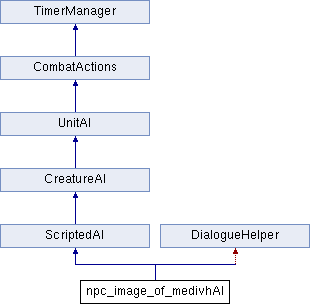 TimerManager
CombatActions
UnitAI
CreatureAI
ScriptedAI
DialogueHelper
npc_image_of_medivhAI